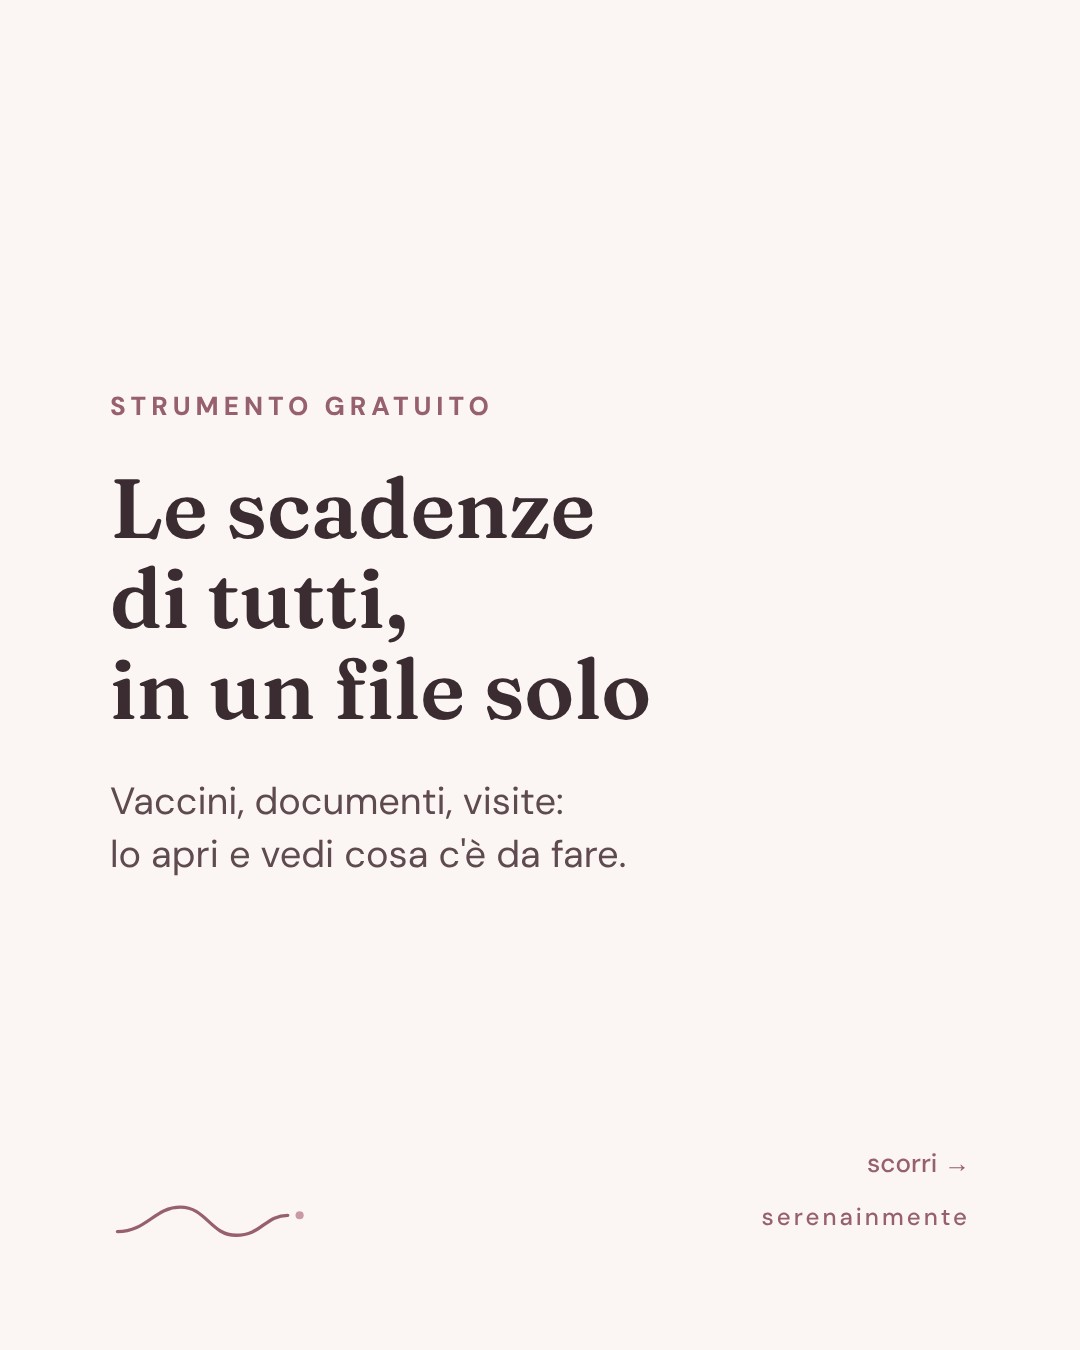 STRUMENTO GRATUITO
Le scadenze
di tutti,
in un file solo
Vaccini, documenti, visite:
lo apri e vedi cosa c'è da fare.
scorri →
serenainmente